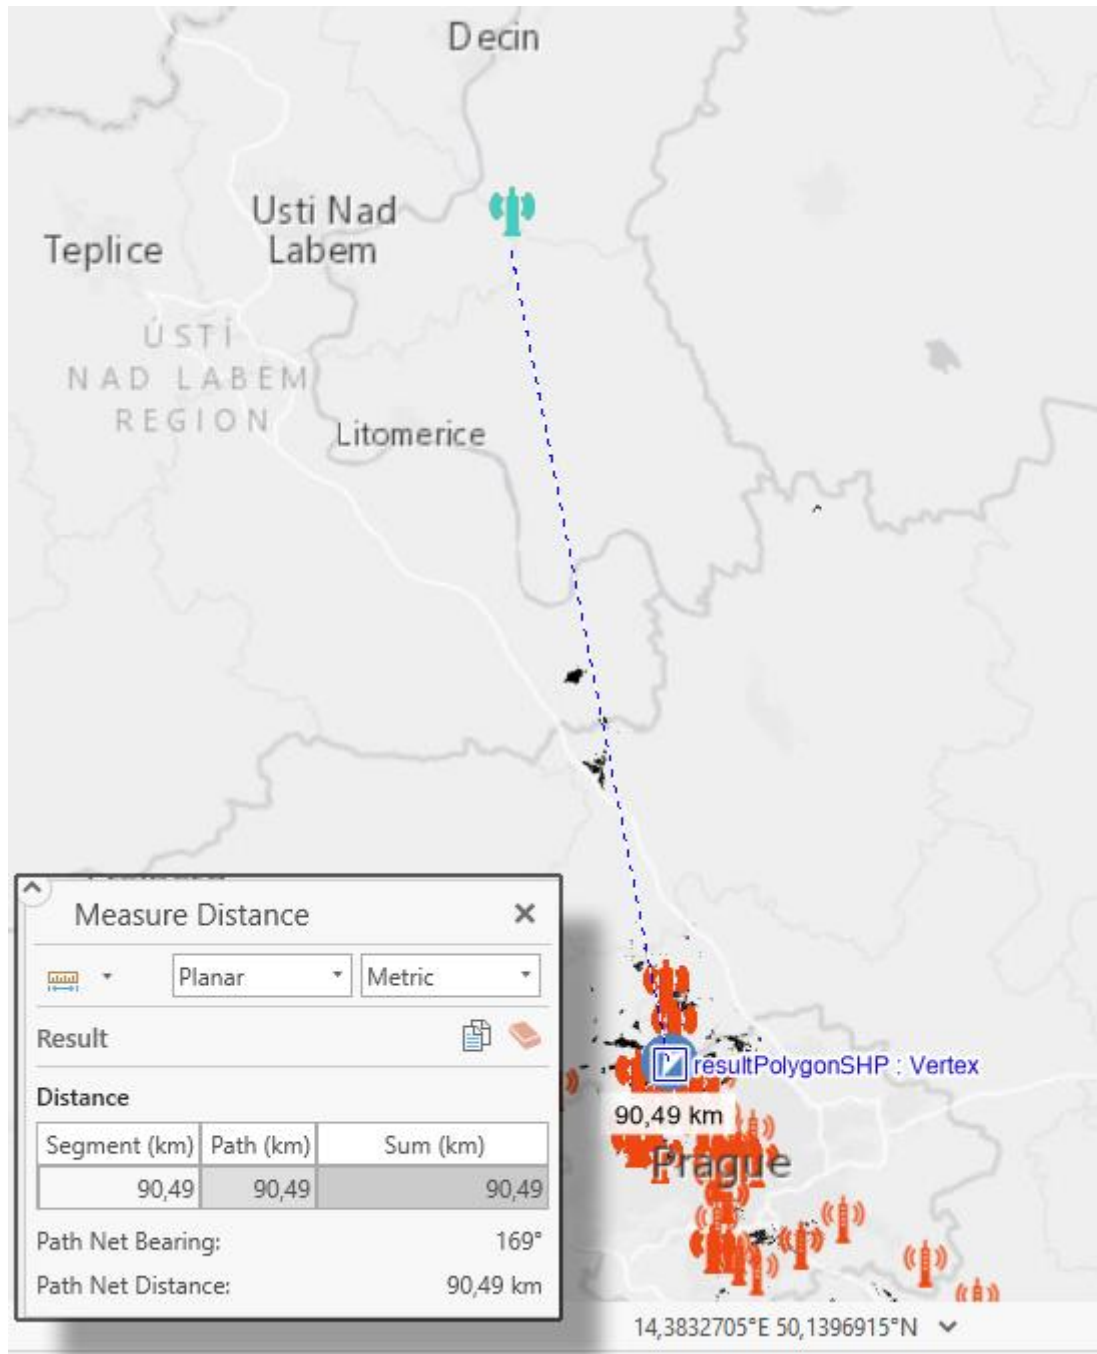 Decin
Usti Nad
Labem
Teplice
ÚSTÍ
NAD LABEM
REGION
Litomerice
Measure Distance
Planar
Metric
Result
Distance
Segment (km) Path (km) Sum (km)
90,49 90,49 90,49
Path Net Bearing: 169°
Path Net Distance: 90,49 km
resultPolygonSHP : Vertex
90,49 km
Prague
14,3832705°E 50,1396915°N